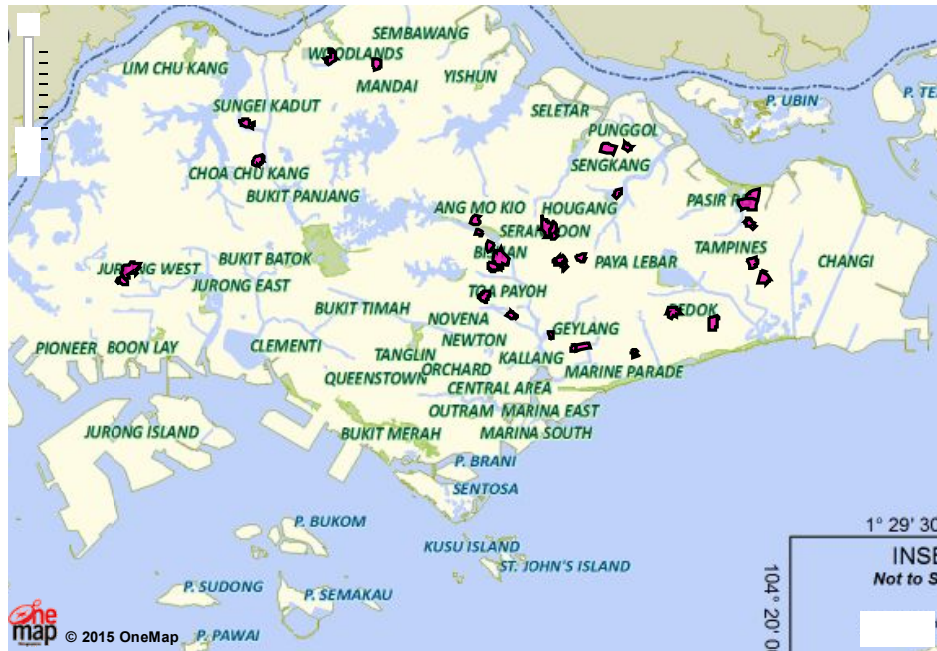 SEMBAWANG
WOODLANDS
LIM CHU KANG
MANDAI
YISHUN
P. UBIN
P. TE
SUNGEI KADUT
SELETAR
PUNGGOL
SENGKANG
CHOA CHU KANG
BUKIT PANJANG
ANG MO KIO
HOUGANG
PASIR R
TAMPINES
PAYA LEBAR
CHANGI
BUKIT BATOK
JURONG EAST
TOA PAYOH
BUKIT TIMAH
NOVENA
GEYLANG
NEWTON
PIONEER
BOON LAY
CLEMENTI
TANGLIN
KALLANG
ORCHARD
MARINE PARADE
QUEENSTOWN
CENTRAL AREA
OUTRAM
MARINA EAST
JURONG ISLAND
BUKIT MERAH
MARINA SOUTH
P. BRANI
SENTOSA
P. BUKOM
1° 29' 30
KUSU ISLAND
INSE
ST. JOHN'S ISLAND
Not to S
P. SUDONG
P. SEMAKAU
104° 20' 0
One
map
© 2015 OneMap
P. PAWAI